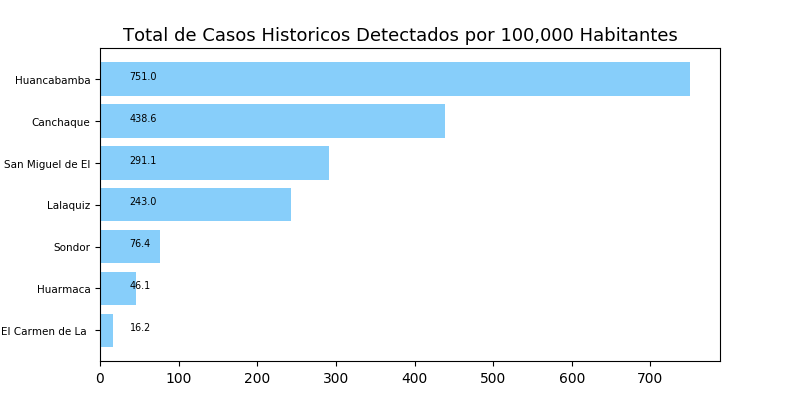 Total de Casos Historicos Detectados por 100,000 Habitantes
Huancabamba 751.0
Canchaque 438.6
San Miguel de El 291.1
Lalaquiz 243.0
Sondor 76.4
Huarmaca 46.1
El Carmen de La 16.2
0 100 200 300 400 500 600 700